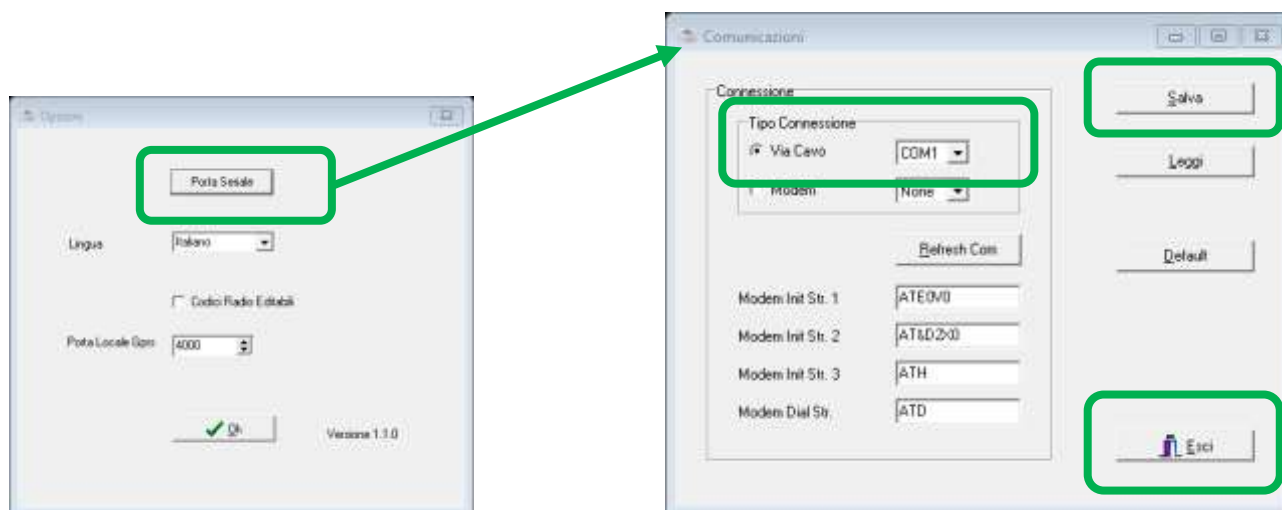 Opzioni
Porta Seriale
Lingua
Italiano
Codici Radio Editabili
Porta Locale Gprs
4000
Ok
Versione 1.1.0
Comunicazioni
Connessione
Tipo Connessione
Via Cavo
COM1
Modem
None
Refresh Com
Modem Init Str. 1
ATE0V0
Modem Init Str. 2
AT&D2X0
Modem Init Str. 3
ATH
Modem Dial Str.
ATD
Salva
Leggi
Default
Esci